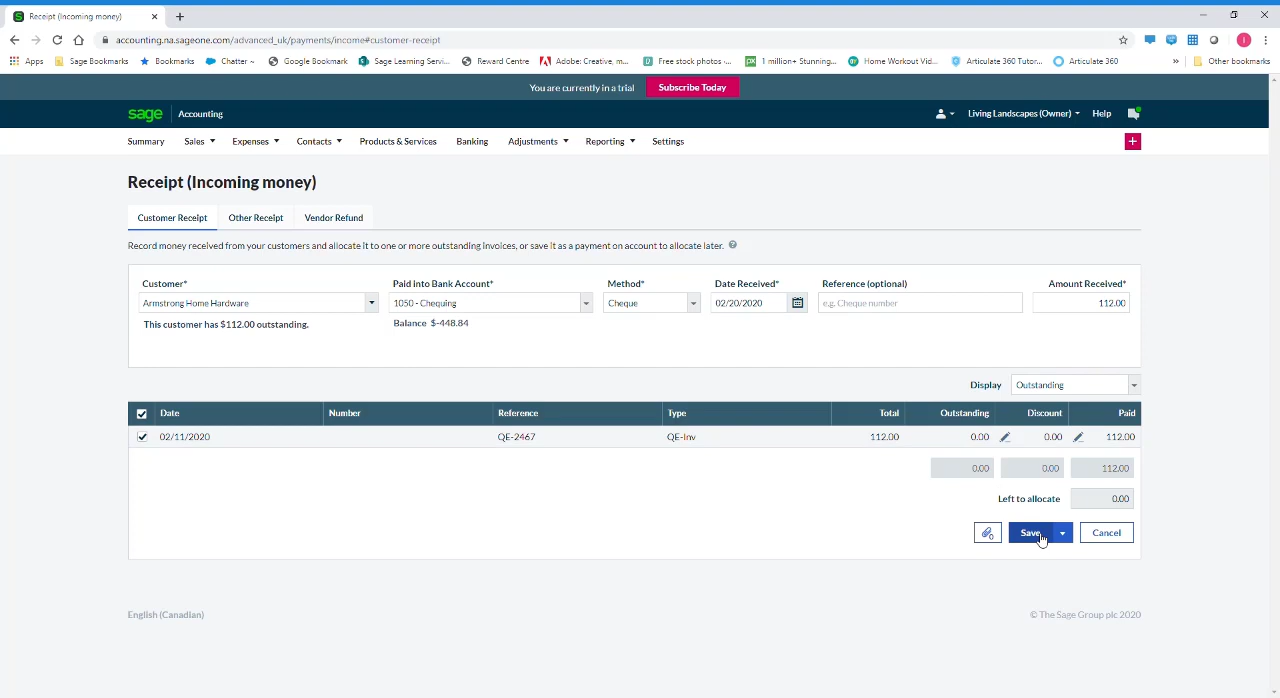 Receipt (Incoming money)
accounting.na.sageone.com/advanced_uk/payments/income#customer-receipt
Apps Sage Bookmarks Bookmarks Chatter ~ Google Bookmark Sage Learning Servi... Reward Centre Adobe: Creative, m... Free stock photos -... 1 million+ Stunning... Home Workout Vid... Articulate 360 Tutor... Articulate 360 » Other bookmarks
You are currently in a trial Subscribe Today
sage Accounting Living Landscapes (Owner) Help
Summary Sales Expenses Contacts Products & Services Banking Adjustments Reporting Settings
Receipt (Incoming money)
Customer Receipt Other Receipt Vendor Refund
Record money received from your customers and allocate it to one or more outstanding invoices, or save it as a payment on account to allocate later.
Customer* Paid into Bank Account* Method* Date Received* Reference (optional) Amount Received*
Armstrong Home Hardware 1050 - Chequing Cheque 02/20/2020 e.g. Cheque number 112.00
This customer has $112.00 outstanding. Balance $-448.84
Display Outstanding
Date Number Reference Type Total Outstanding Discount Paid
02/11/2020 QE-2467 QE-Inv 112.00 0.00 0.00 112.00
0.00 0.00 112.00
Left to allocate 0.00
0 Save Cancel
English (Canadian) © The Sage Group plc 2020